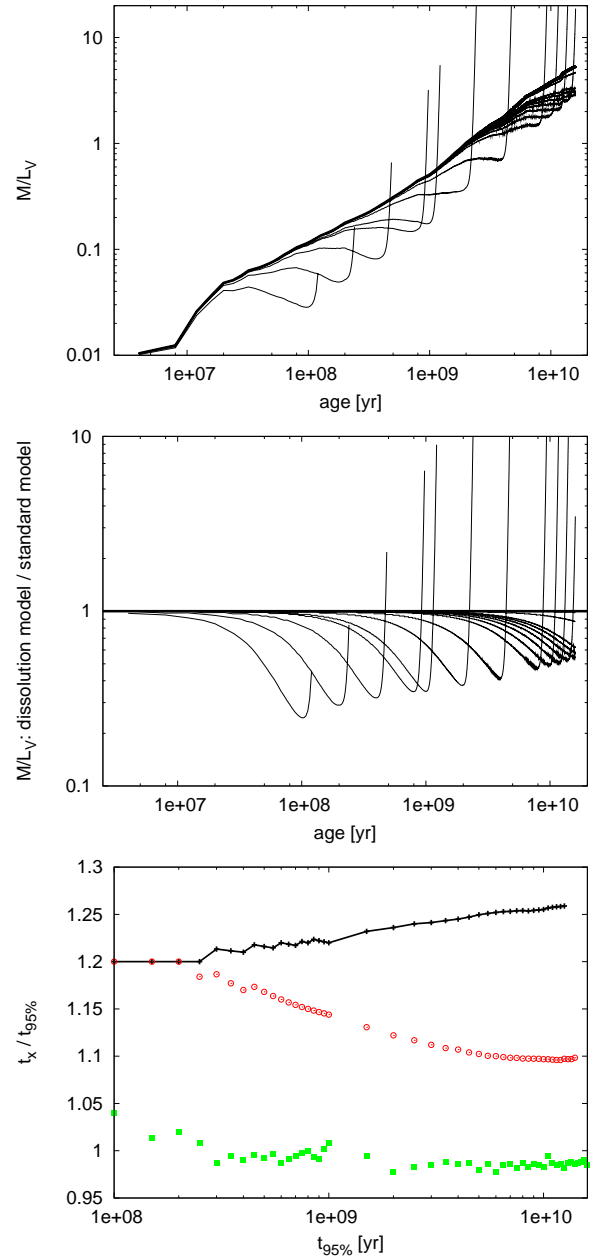 10
1
0.1
0.01
M/L_V
1e+07 1e+08 1e+09 1e+10
age [yr]
10
1
0.1
M/L_V: dissolution model / standard model
1e+07 1e+08 1e+09 1e+10
age [yr]
1.3
1.25
1.2
1.15
1.1
1.05
1
0.95
t_x / t_95%
1e+08 1e+09 1e+10
t_95% [yr]